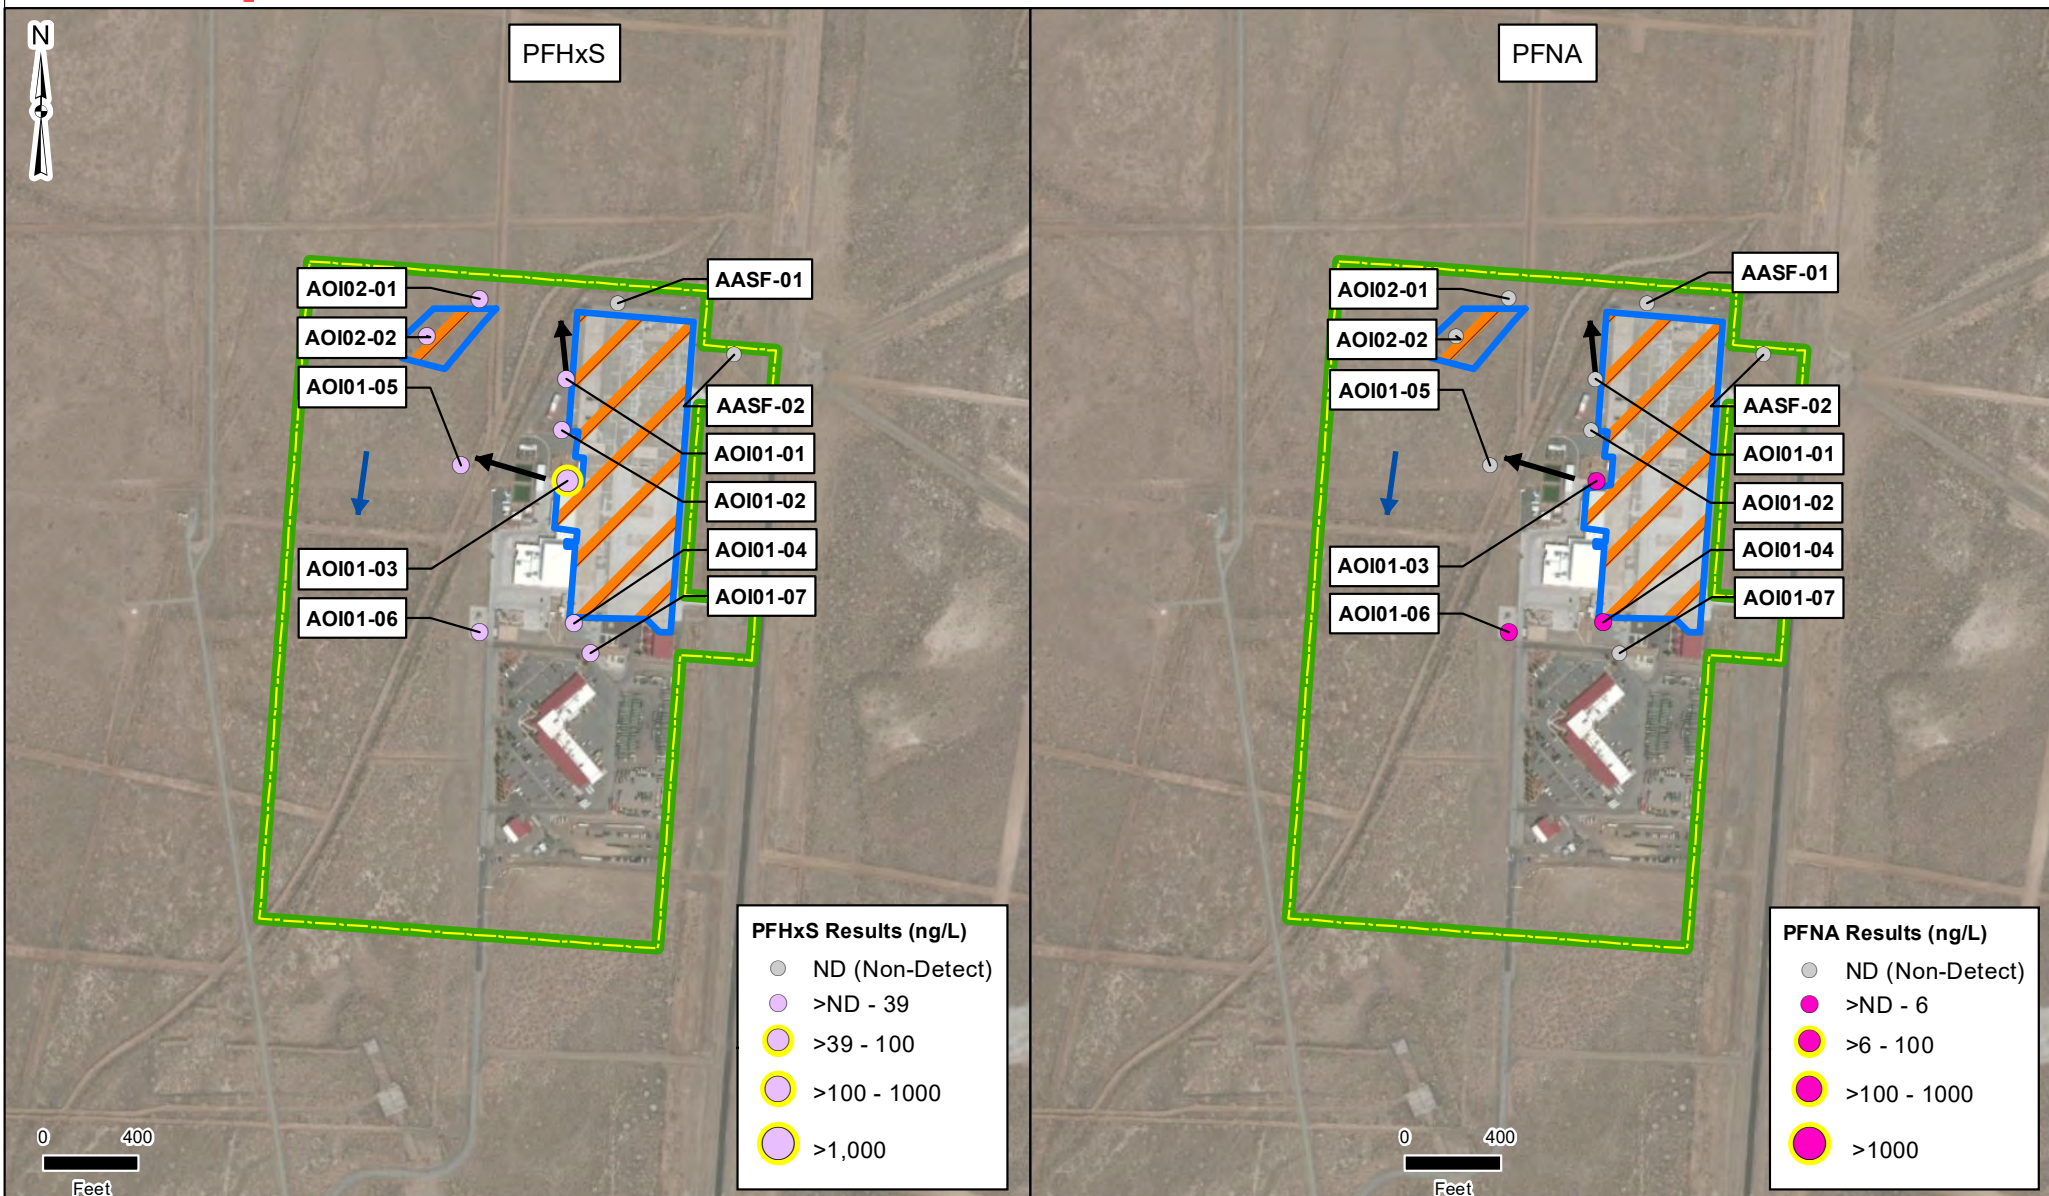 N
PFHxS
AOI02-01
AOI02-02
AOI01-05
AOI01-03
AOI01-06
AASF-01
AASF-02
AOI01-01
AOI01-02
AOI01-04
AOI01-07
PFHxS Results (ng/L)
ND (Non-Detect)
>ND - 39
>39 - 100
>100 - 1000
>1,000
0 400
Feet
PFNA
AOI02-01
AOI02-02
AOI01-05
AOI01-03
AOI01-06
AASF-01
AASF-02
AOI01-01
AOI01-02
AOI01-04
AOI01-07
PFNA Results (ng/L)
ND (Non-Detect)
>ND - 6
>6 - 100
>100 - 1000
>1000
0 400
Feet